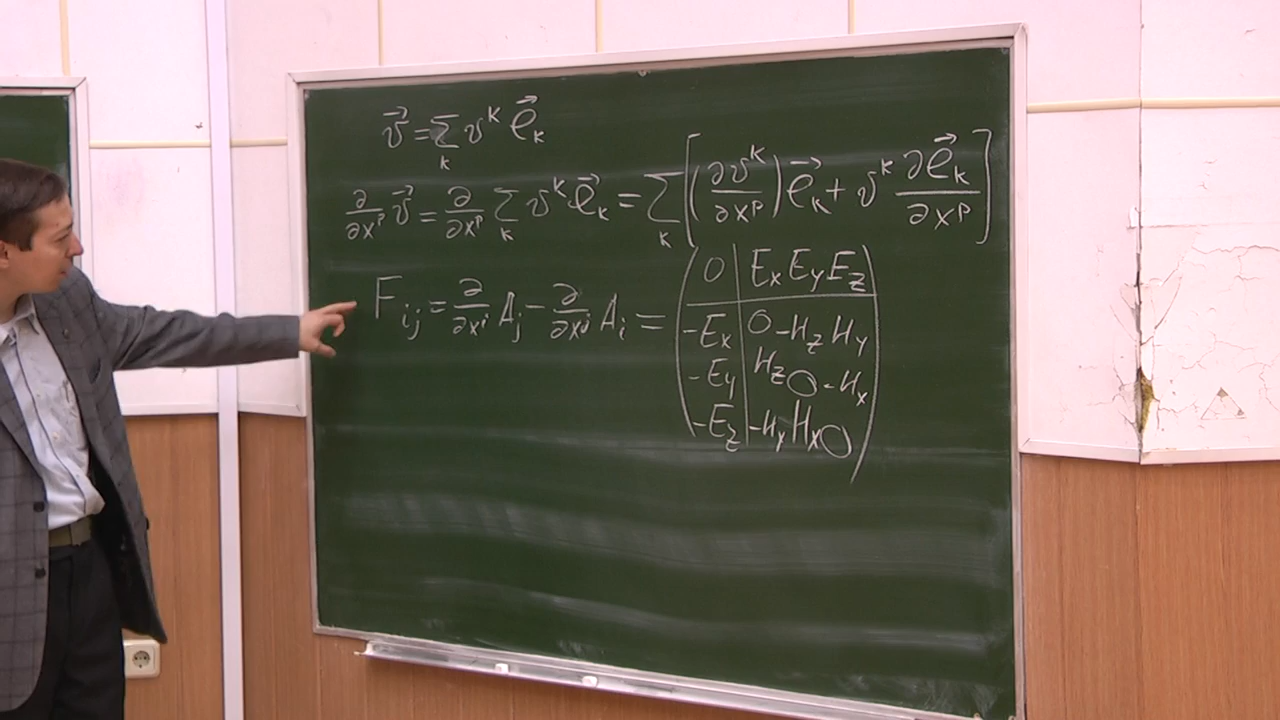 v⃗ = Σ_k v^k e⃗_k
∂/∂x^p v⃗ = ∂/∂x^p Σ_k v^k e⃗_k = Σ_k [(∂v^k/∂x^p) e⃗_k + v^k ∂e⃗_k/∂x^p]
F_ij = ∂/∂x^i A_j - ∂/∂x^j A_i =
0 E_x E_y E_z
-E_x 0 -H_z H_y
-E_y H_z 0 -H_x
-E_z -H_y H_x 0